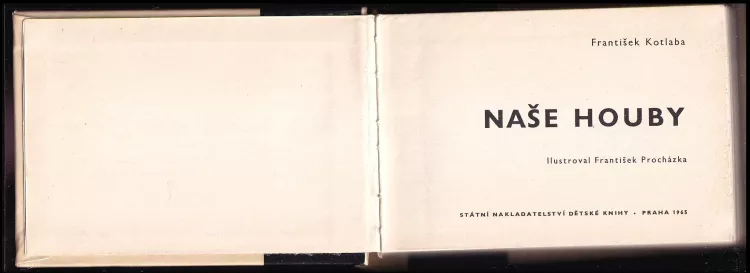 František Kotlaba
NAŠE HOUBY
Ilustroval František Procházka
STÁTNÍ NAKLADATELSTVÍ DĚTSKÉ KNIHY • PRAHA 1965